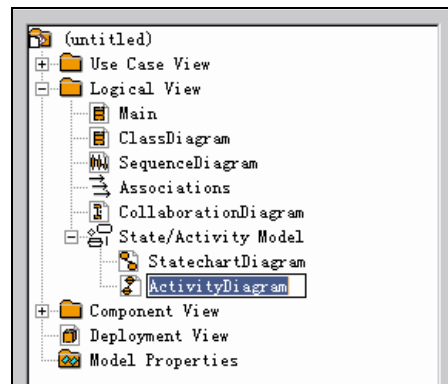 (untitled)
Use Case View
Logical View
Main
ClassDiagram
SequenceDiagram
Associations
CollaborationDiagram
State/Activity Model
StatechartDiagram
ActivityDiagram
Component View
Deployment View
Model Properties